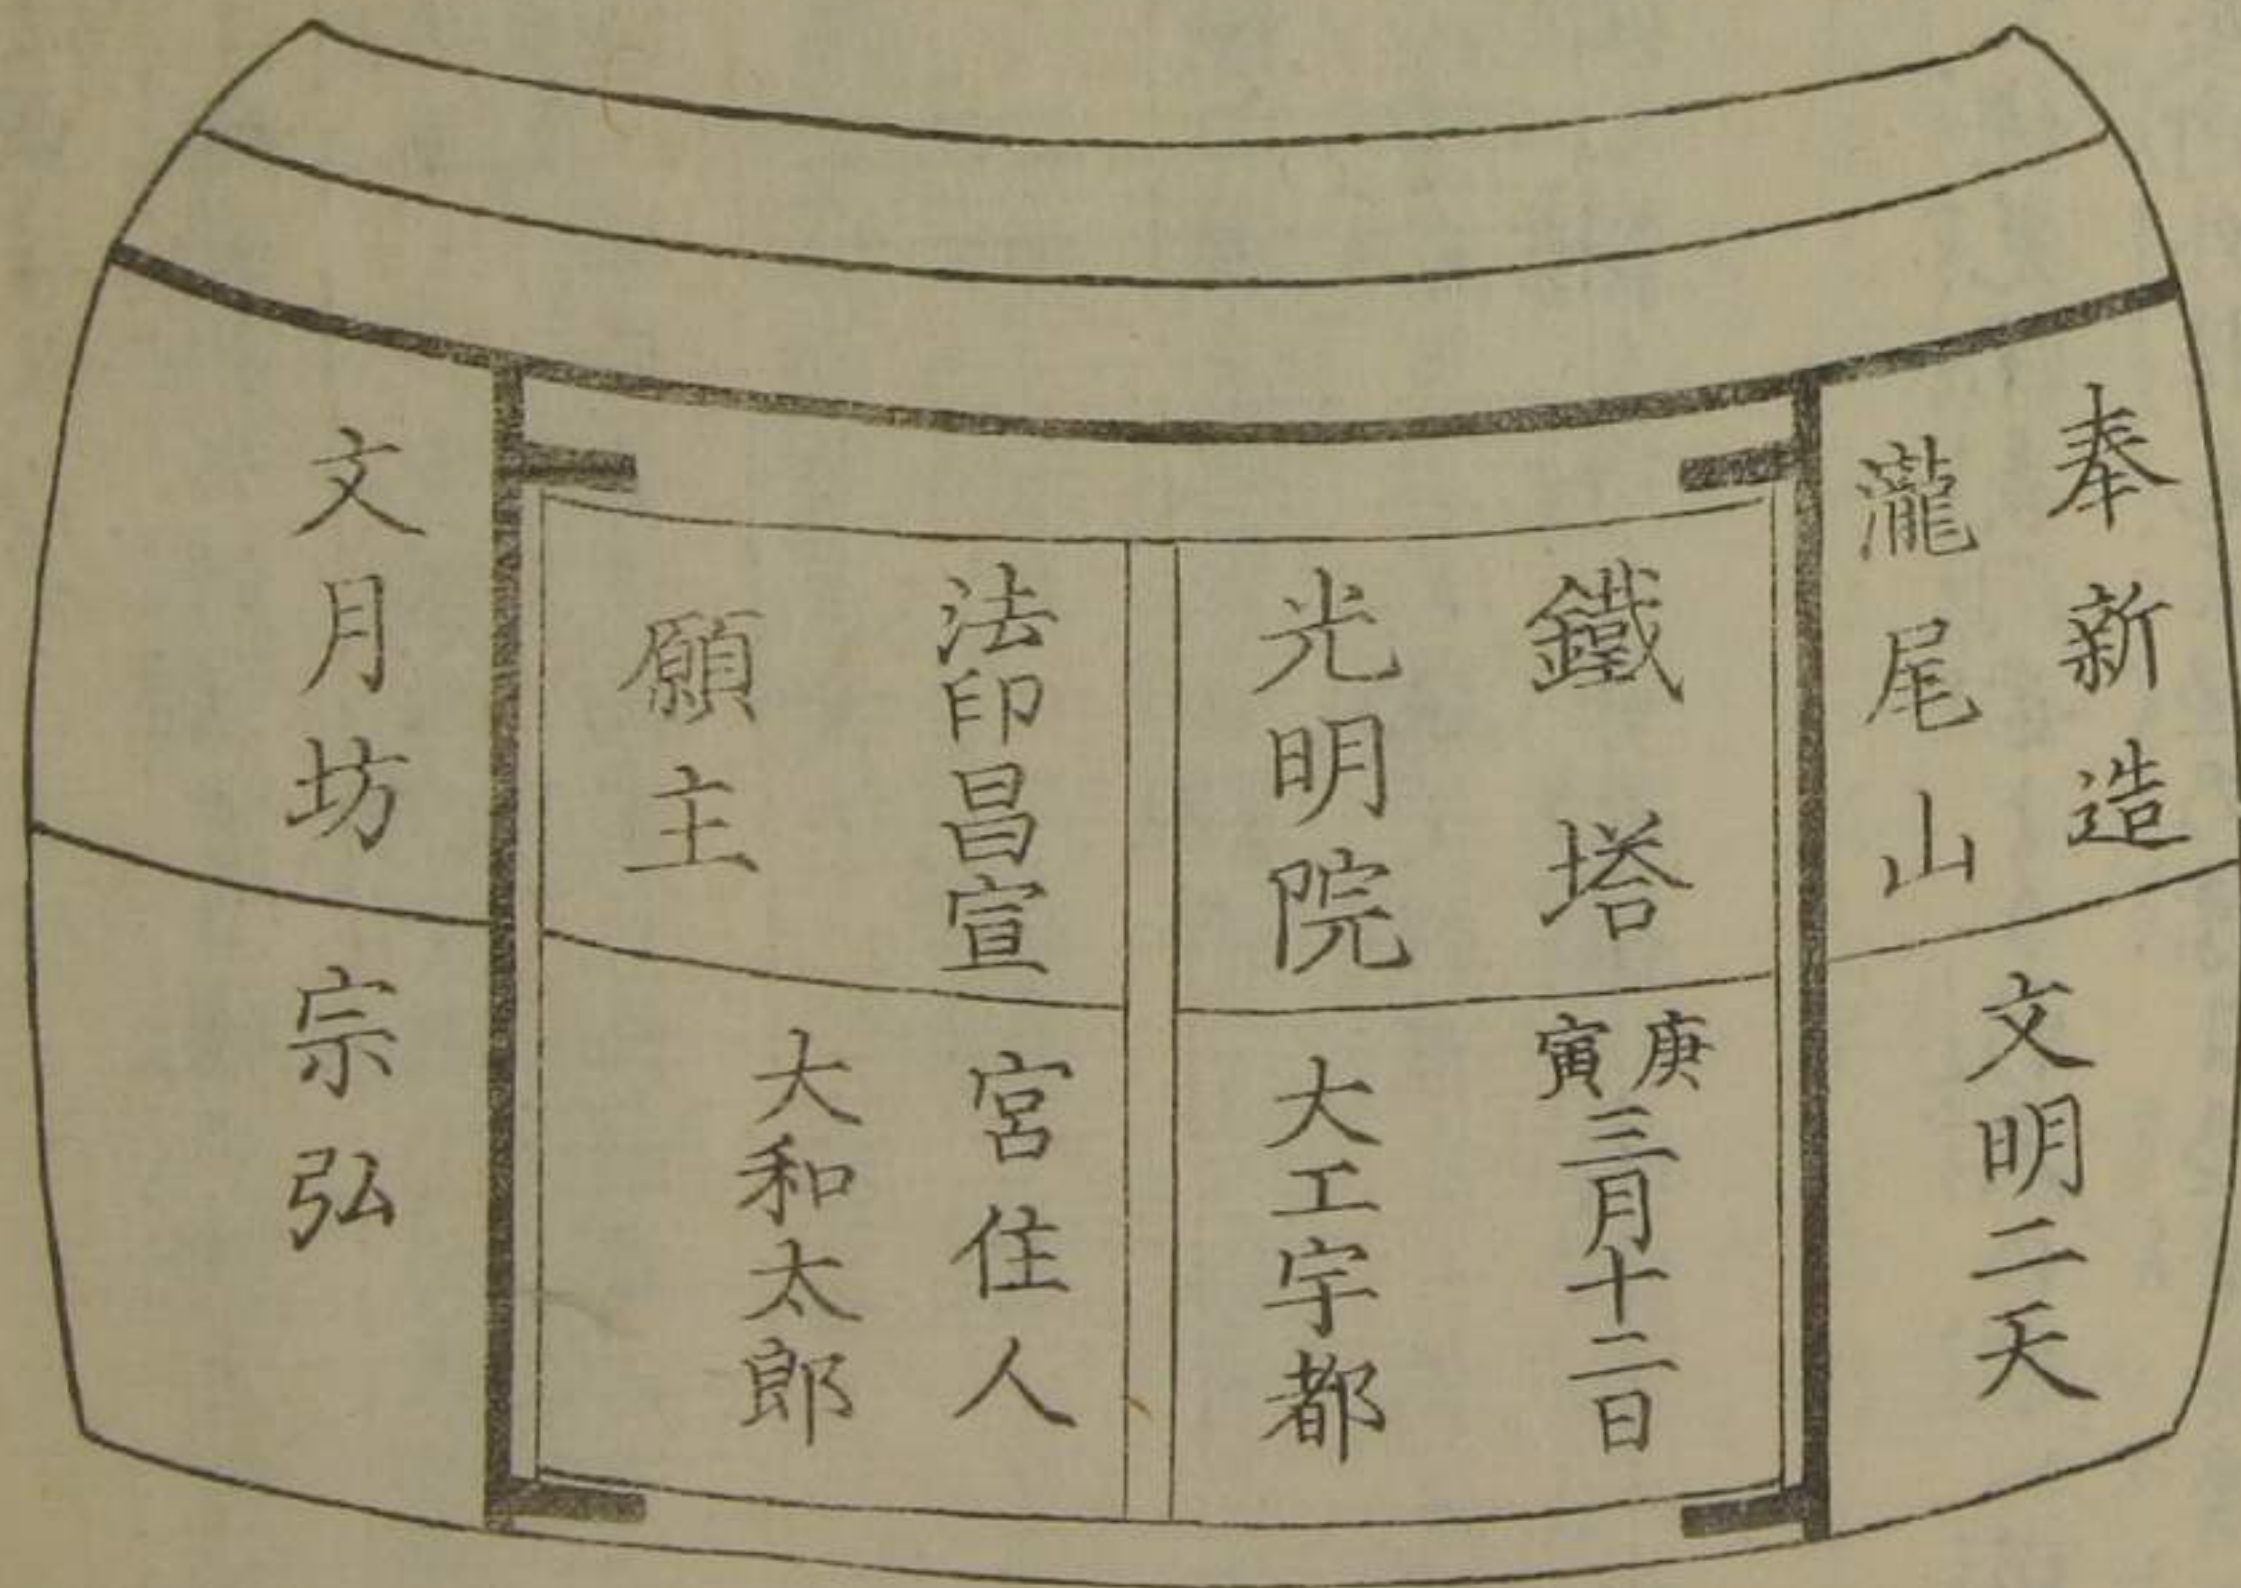 奉新造
瀧尾山
鐵塔
光明院
法印昌宣
願主
文月坊
文明二天
庚寅三月十二日
大工宇都
宮住人
大和太郎
宗弘